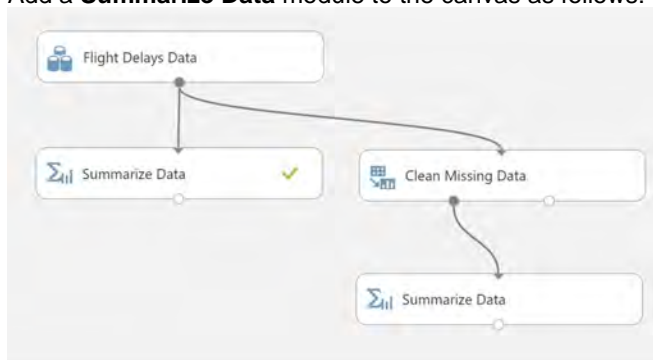 Add a Summarize Data module to the canvas as follows:
Flight Delays Data
Summarize Data
Clean Missing Data
Summarize Data